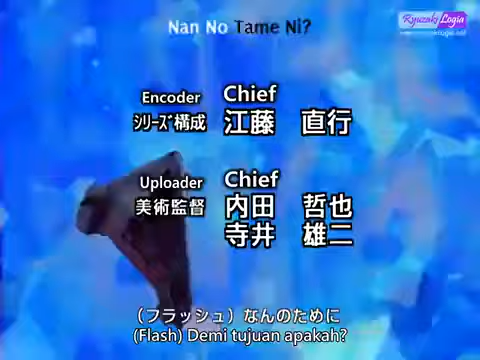 Nan No Tame Ni?
Ryuzaki Logia
Encoder Chief
ｼﾘｰｽﾞ構成 江藤 直行
Uploader Chief
美術監督 内田 哲也
寺井 雄二
（フラッシュ）なんのために
(Flash) Demi tujuan apakah?